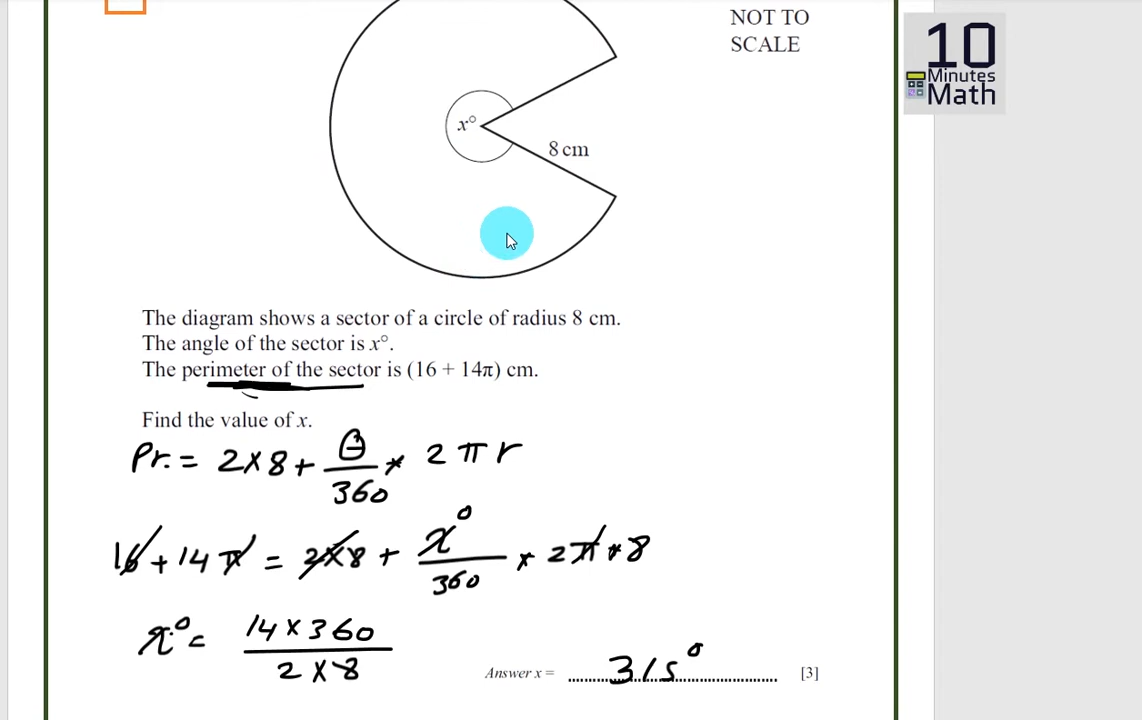 NOT TO
SCALE
10
Minutes
Math
x°
8 cm
The diagram shows a sector of a circle of radius 8 cm.
The angle of the sector is x°.
The perimeter of the sector is (16 + 14π) cm.
Find the value of x.
Pr. = 2×8 + θ/360 * 2πr
16 + 14π = 2×8 + x°/360 * 2π * 8
x° = 14×360/2×8
Answer x = 315° [3]